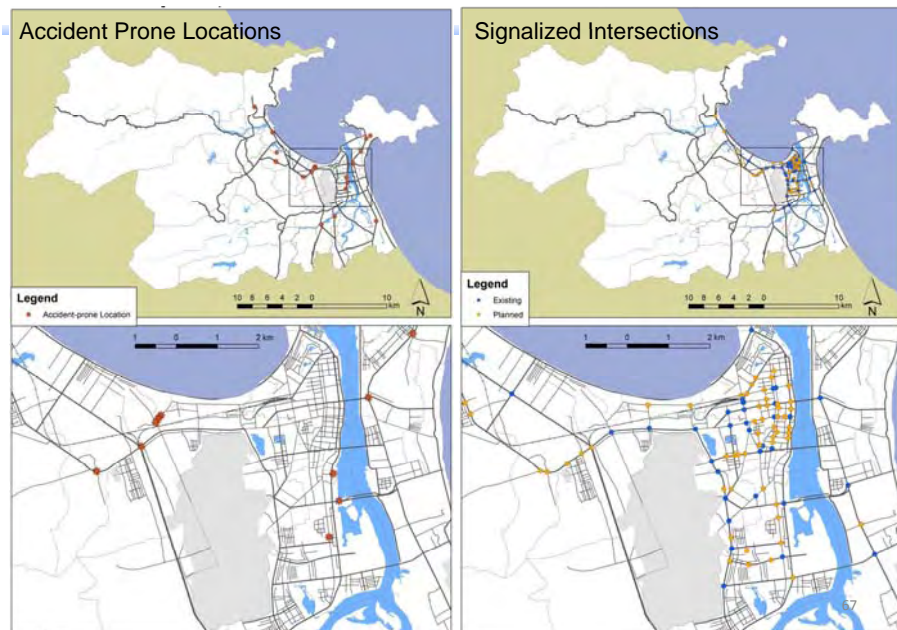 Accident Prone Locations
Signalized Intersections
Legend
Accident-prone Location
10 8 6 4 2 0 10
km
N
Legend
Existing
Planned
10 8 6 4 2 0 10
km
N
1 0 1 2 km
1 0 1 2 km
67